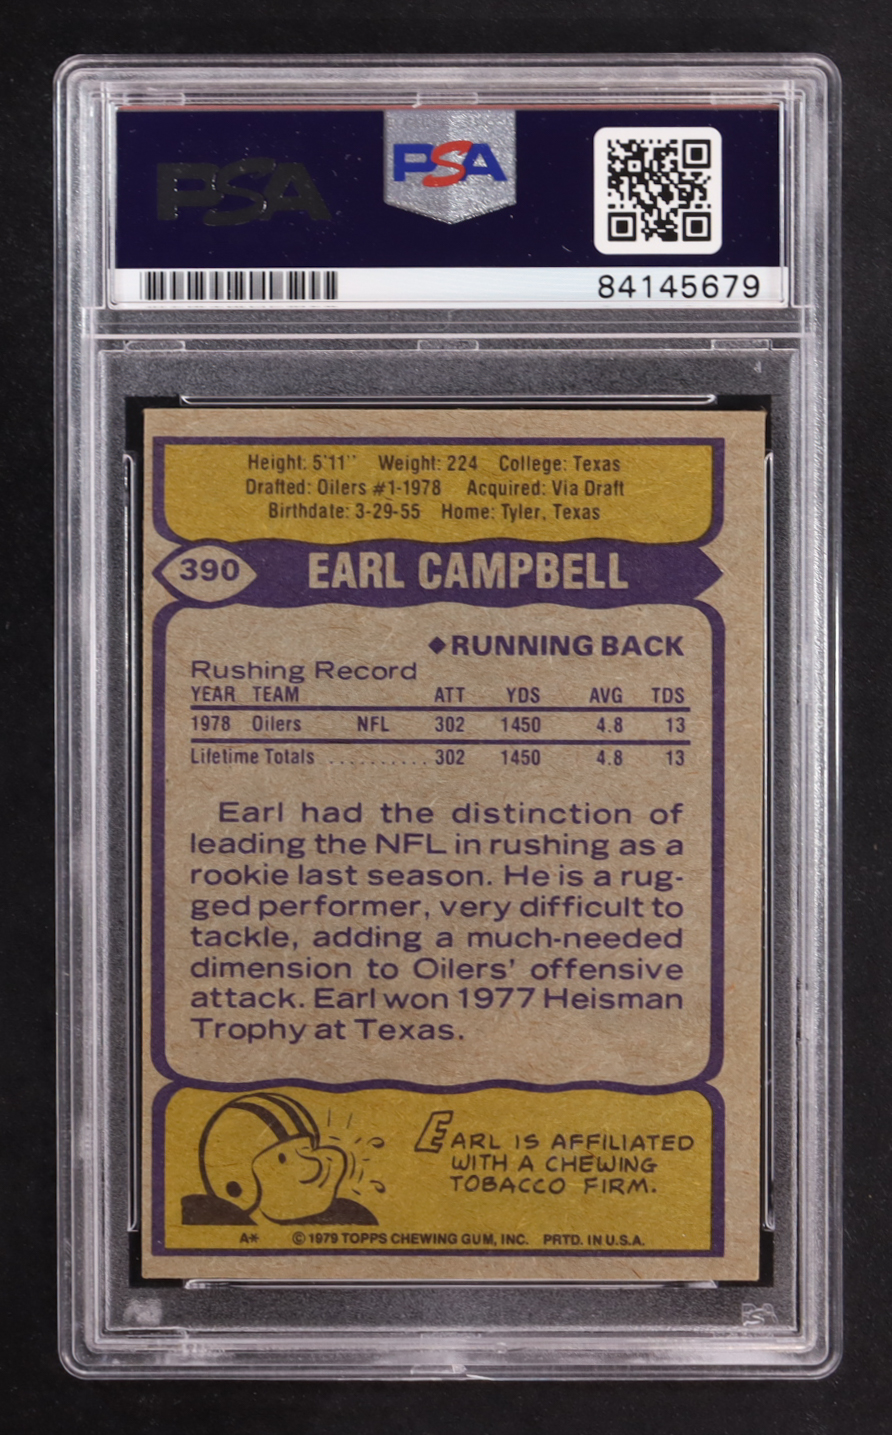 PSA
PSA
84145679
Height: 5'11" Weight: 224 College: Texas
Drafted: Oilers #1-1978 Acquired: Via Draft
Birthdate: 3-29-55 Home: Tyler, Texas
390 EARL CAMPBELL
◆RUNNING BACK
Rushing Record
YEAR TEAM ATT YDS AVG TDS
1978 Oilers NFL 302 1450 4.8 13
Lifetime Totals .......... 302 1450 4.8 13
Earl had the distinction of
leading the NFL in rushing as a
rookie last season. He is a rug-
ged performer, very difficult to
tackle, adding a much-needed
dimension to Oilers' offensive
attack. Earl won 1977 Heisman
Trophy at Texas.
EARL IS AFFILIATED
WITH A CHEWING
TOBACCO FIRM.
A* © 1979 TOPPS CHEWING GUM, INC. PRTD. IN U.S.A.
PSA